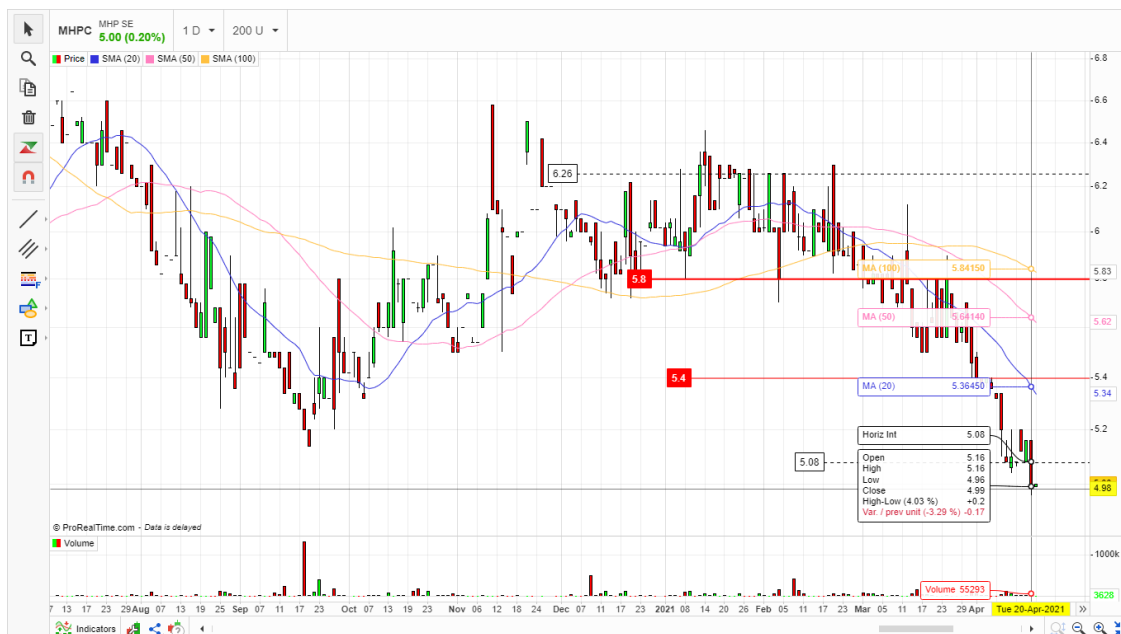 MHPC MHP SE 5.00 (0.20%) 1 D 200 U
Price SMA (20) SMA (50) SMA (100)
6.8
6.6
6.4
6.26
6.2
6
5.8
5.83
MA (100) 5.84150
MA (50) 5.64140
5.62
5.4
5.4
MA (20) 5.36450
5.34
5.2
Horiz Int 5.08
5.08
Open 5.16
High 5.16
Low 4.96
Close 4.99
High-Low (4.03 %) +0.2
Var. / prev unit (-3.29 %) -0.17
4.98
© ProRealTime.com - Data is delayed
Volume
1000k
Volume 55293
3628
13 17 23 29 Aug 07 13 19 25 Sep 07 11 17 23 Oct 07 13 19 23 Nov 06 12 18 24 Dec 07 11 17 23 2021 08 14 20 26 Feb 05 11 17 23 Mar 05 11 17 23 29 Apr Tue 20-Apr-2021
Indicators